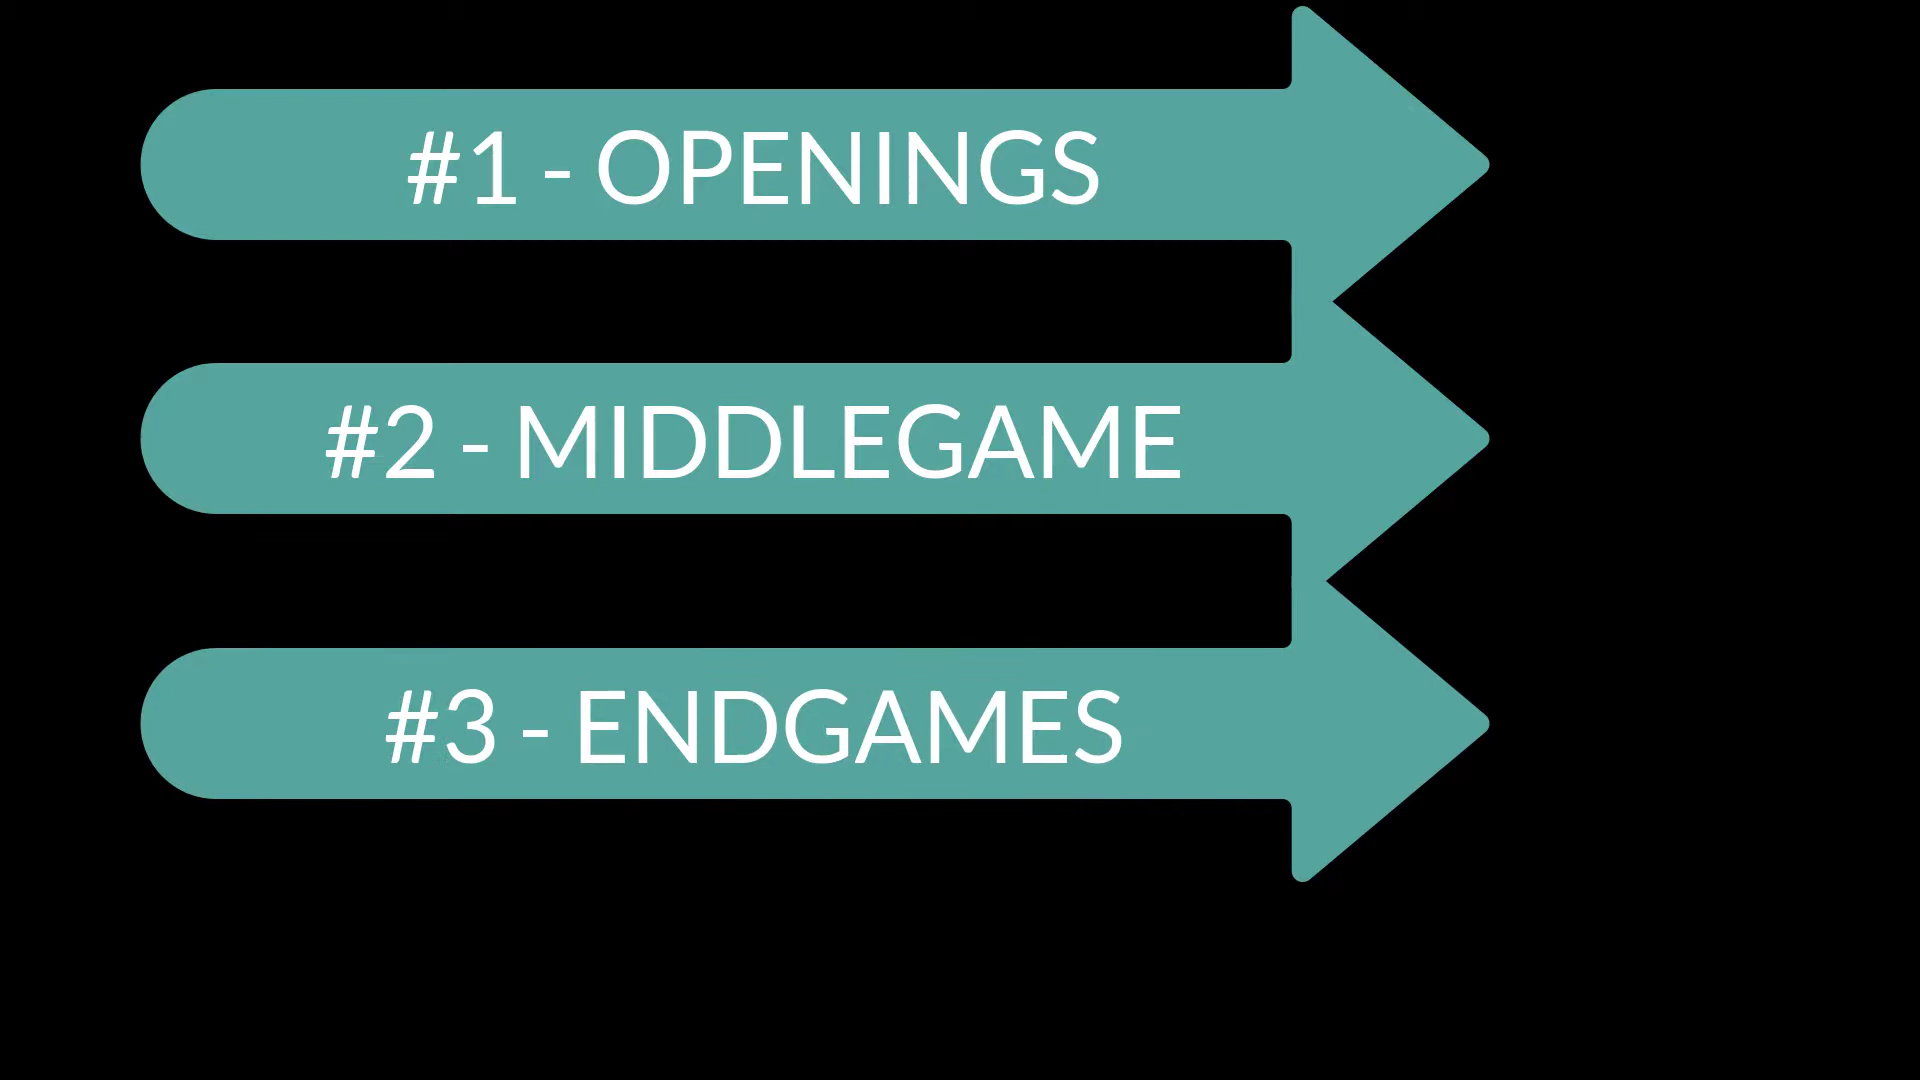 #1 - OPENINGS
#2 - MIDDLEGAME
#3 - ENDGAMES